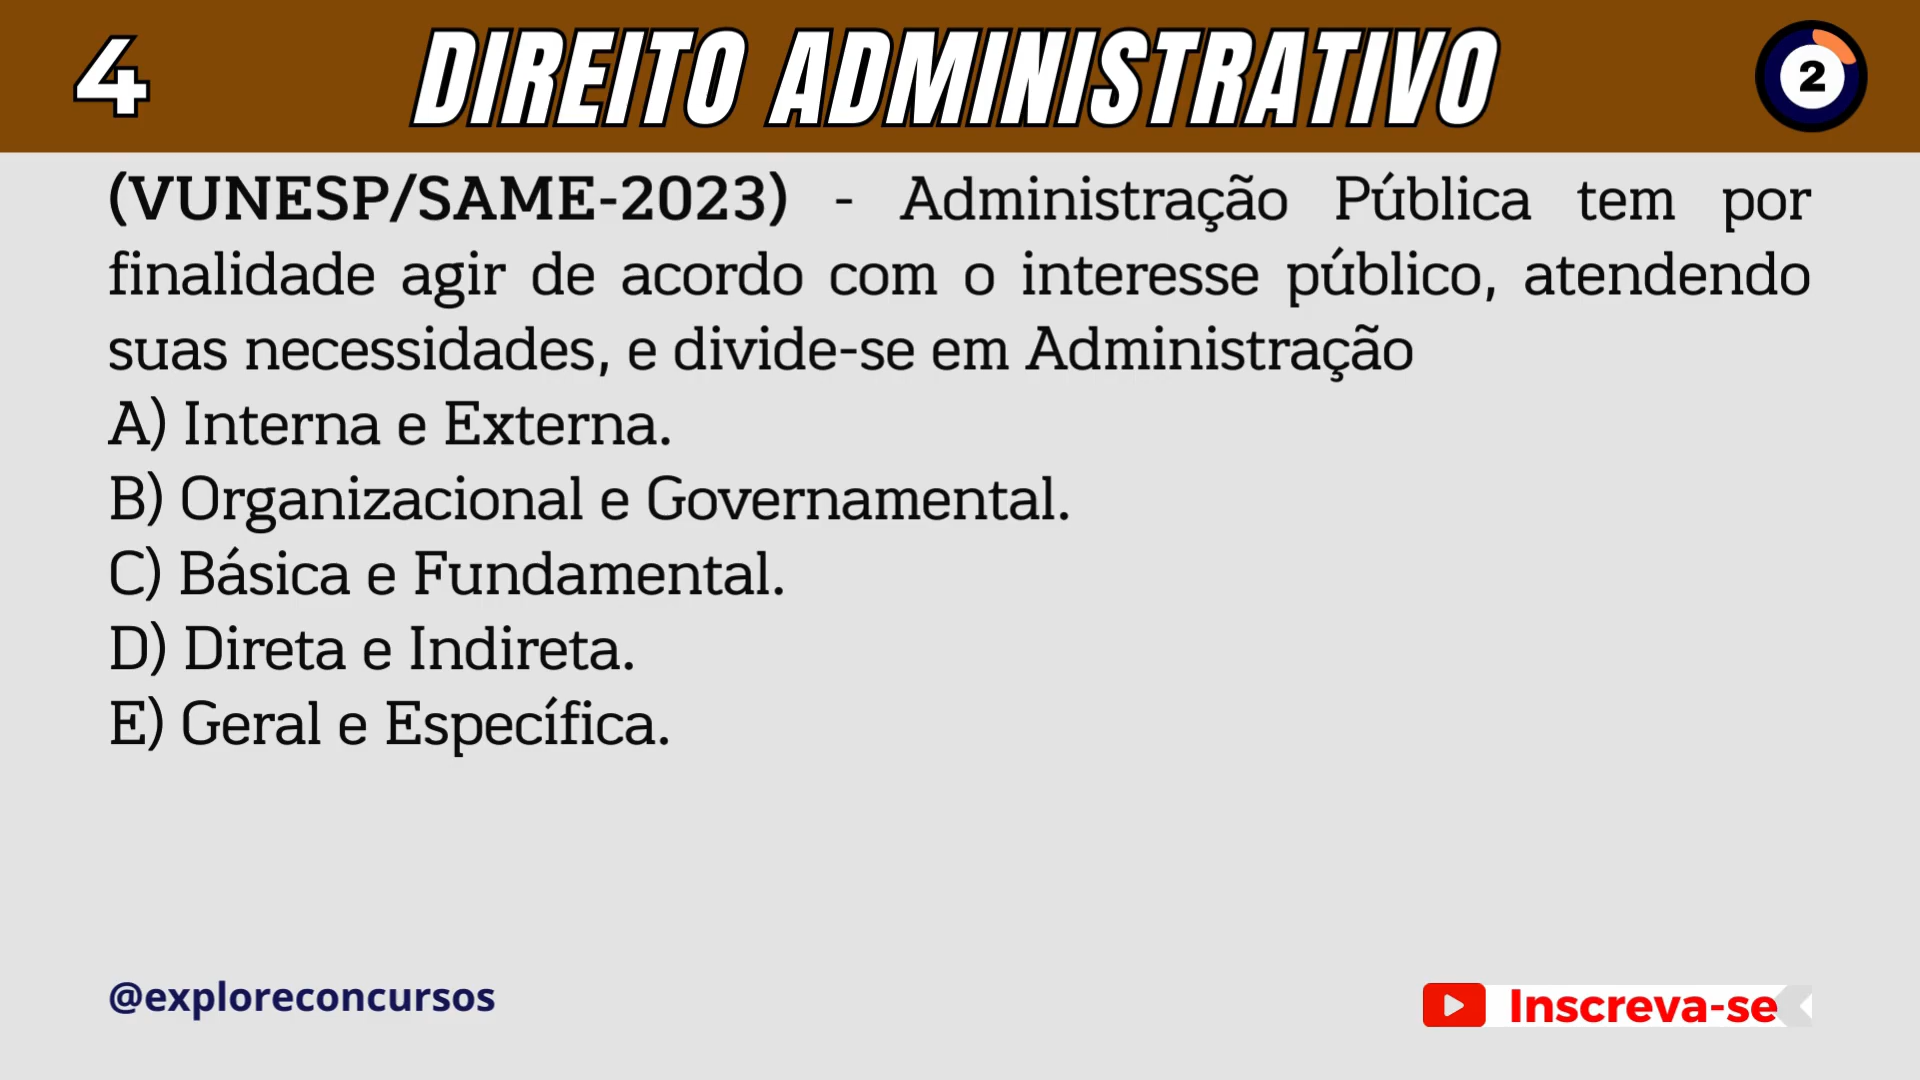 4
DIREITO ADMINISTRATIVO
2
(VUNESP/SAME-2023) - Administração Pública tem por
finalidade agir de acordo com o interesse público, atendendo
suas necessidades, e divide-se em Administração
A) Interna e Externa.
B) Organizacional e Governamental.
C) Básica e Fundamental.
D) Direta e Indireta.
E) Geral e Específica.
@exploreconcursos
Inscreva-se